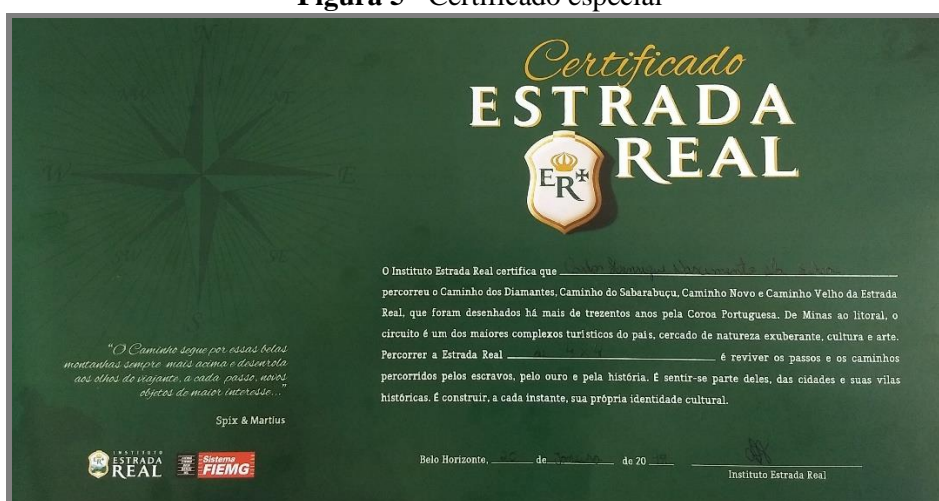 Figura 5 - Certificado especial
Certificado
ESTRADA
REAL
ER
N
NE
W
E
SE
S
O Instituto Estrada Real certifica que
percorreu o Caminho dos Diamantes, Caminho do Sabarabuçu, Caminho Novo e Caminho Velho da Estrada
Real, que foram desenhados há mais de trezentos anos pela Coroa Portuguesa. De Minas ao litoral, o
circuito é um dos maiores complexos turísticos do país, cercado de natureza exuberante, cultura e arte.
Percorrer a Estrada Real é reviver os passos e os caminhos
percorridos pelos escravos, pelo ouro e pela história. É sentir-se parte deles, das cidades e suas vilas
históricas. É construir, a cada instante, sua própria identidade cultural.
"O Caminho segue por essas belas
montanhas sempre mais acima e desenrola
aos olhos do viajante, a cada passo, novos
objetos de maior interesse..."
Spix & Martius
INSTITUTO
ESTRADA
REAL
Sistema
FIEMG
Belo Horizonte, de de 20
Instituto Estrada Real